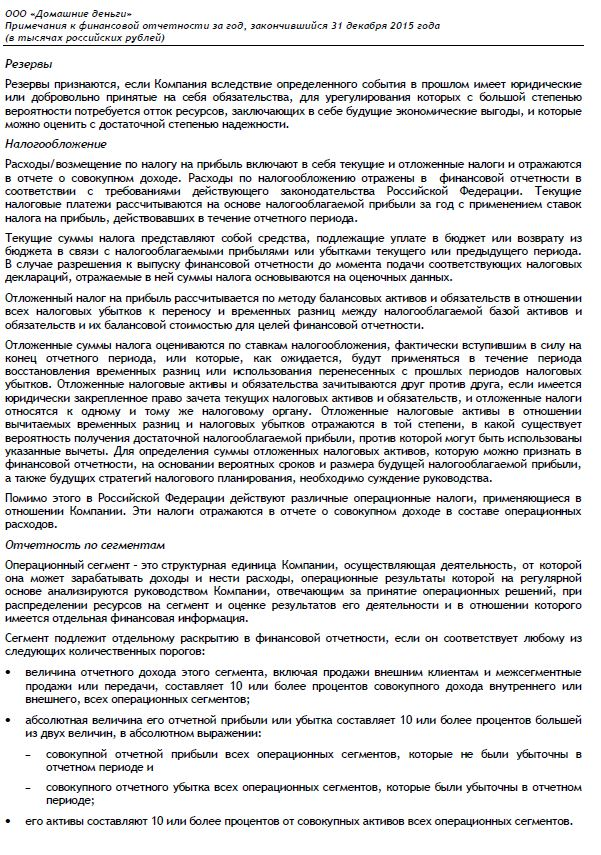 ООО «Домашние деньги»
Примечания к финансовой отчетности за год, закончившийся 31 декабря 2015 года
(в тысячах российских рублей)
Резервы
Резервы признаются, если Компания вследствие определенного события в прошлом имеет юридические
или добровольно принятые на себя обязательства, для урегулирования которых с большой степенью
вероятности потребуется отток ресурсов, заключающих в себе будущие экономические выгоды, и которые
можно оценить с достаточной степенью надежности.
Налогообложение
Расходы/возмещение по налогу на прибыль включают в себя текущие и отложенные налоги и отражаются
в отчете о совокупном доходе. Расходы по налогообложению отражены в финансовой отчетности в
соответствии с требованиями действующего законодательства Российской Федерации. Текущие
налоговые платежи рассчитываются на основе налогооблагаемой прибыли за год с применением ставок
налога на прибыль, действовавших в течение отчетного периода.
Текущие суммы налога представляют собой средства, подлежащие уплате в бюджет или возврату из
бюджета в связи с налогооблагаемыми прибылями или убытками текущего или предыдущего периода.
В случае разрешения к выпуску финансовой отчетности до момента подачи соответствующих налоговых
деклараций, отражаемые в ней суммы налога основываются на оценочных данных.
Отложенный налог на прибыль рассчитывается по методу балансовых активов и обязательств в отношении
всех налоговых убытков к переносу и временных разниц между налогооблагаемой базой активов и
обязательств и их балансовой стоимостью для целей финансовой отчетности.
Отложенные суммы налога оцениваются по ставкам налогообложения, фактически вступившим в силу на
конец отчетного периода, или которые, как ожидается, будут применяться в течение периода
восстановления временных разниц или использования перенесенных с прошлых периодов налоговых
убытков. Отложенные налоговые активы и обязательства зачитываются друг против друга, если имеется
юридически закрепленное право зачета текущих налоговых активов и обязательств, и отложенные налоги
относятся к одному и тому же налоговому органу. Отложенные налоговые активы в отношении
вычитаемых временных разниц и налоговых убытков отражаются в той степени, в какой существует
вероятность получения достаточной налогооблагаемой прибыли, против которой могут быть использованы
указанные вычеты. Для определения суммы отложенных налоговых активов, которую можно признать в
финансовой отчетности, на основании вероятных сроков и размера будущей налогооблагаемой прибыли,
а также будущих стратегий налогового планирования, необходимо суждение руководства.
Помимо этого в Российской Федерации действуют различные операционные налоги, применяющиеся в
отношении Компании. Эти налоги отражаются в отчете о совокупном доходе в составе операционных
расходов.
Отчетность по сегментам
Операционный сегмент - это структурная единица Компании, осуществляющая деятельность, от которой
она может зарабатывать доходы и нести расходы, операционные результаты которой на регулярной
основе анализируются руководством Компании, отвечающим за принятие операционных решений, при
распределении ресурсов на сегмент и оценке результатов его деятельности и в отношении которого
имеется отдельная финансовая информация.
Сегмент подлежит отдельному раскрытию в финансовой отчетности, если он соответствует любому из
следующих количественных порогов:
• величина отчетного дохода этого сегмента, включая продажи внешним клиентам и межсегментные
продажи или передачи, составляет 10 или более процентов совокупного дохода внутреннего или
внешнего, всех операционных сегментов;
• абсолютная величина его отчетной прибыли или убытка составляет 10 или более процентов большей
из двух величин, в абсолютном выражении:
– совокупной отчетной прибыли всех операционных сегментов, которые не были убыточны в
отчетном периоде и
– совокупного отчетного убытка всех операционных сегментов, которые были убыточны в отчетном
периоде;
• его активы составляют 10 или более процентов от совокупных активов всех операционных сегментов.